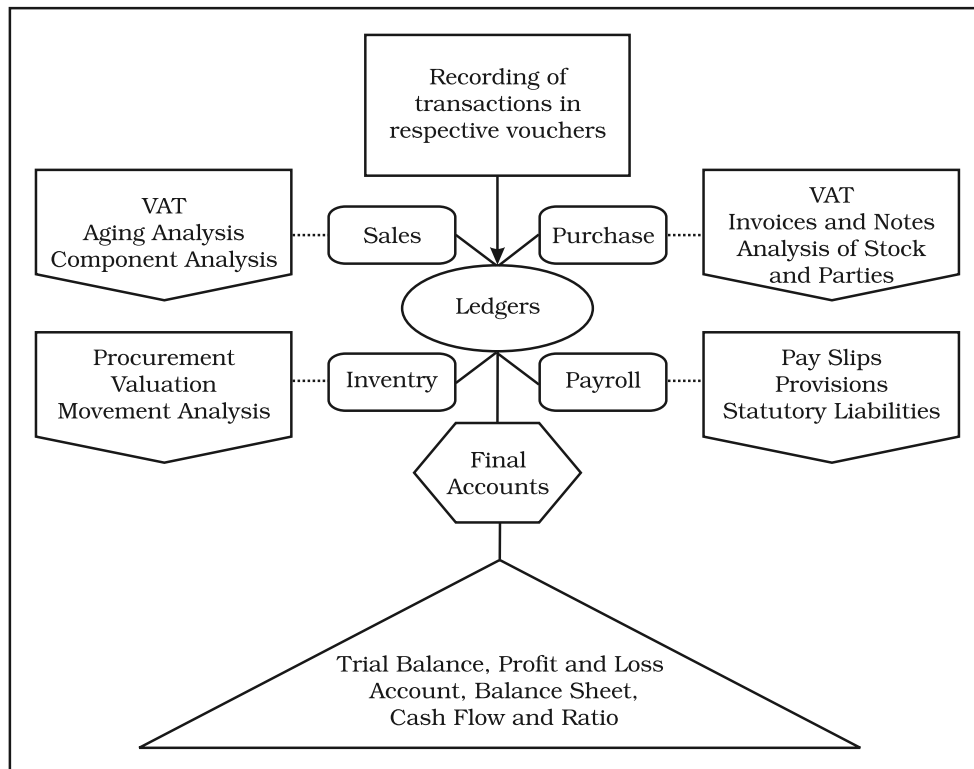 Recording of
transactions in
respective vouchers
VAT
Aging Analysis
Component Analysis
Sales
Purchase
VAT
Invoices and Notes
Analysis of Stock
and Parties
Ledgers
Procurement
Valuation
Movement Analysis
Inventry
Payroll
Pay Slips
Provisions
Statutory Liabilities
Final
Accounts
Trial Balance, Profit and Loss
Account, Balance Sheet,
Cash Flow and Ratio